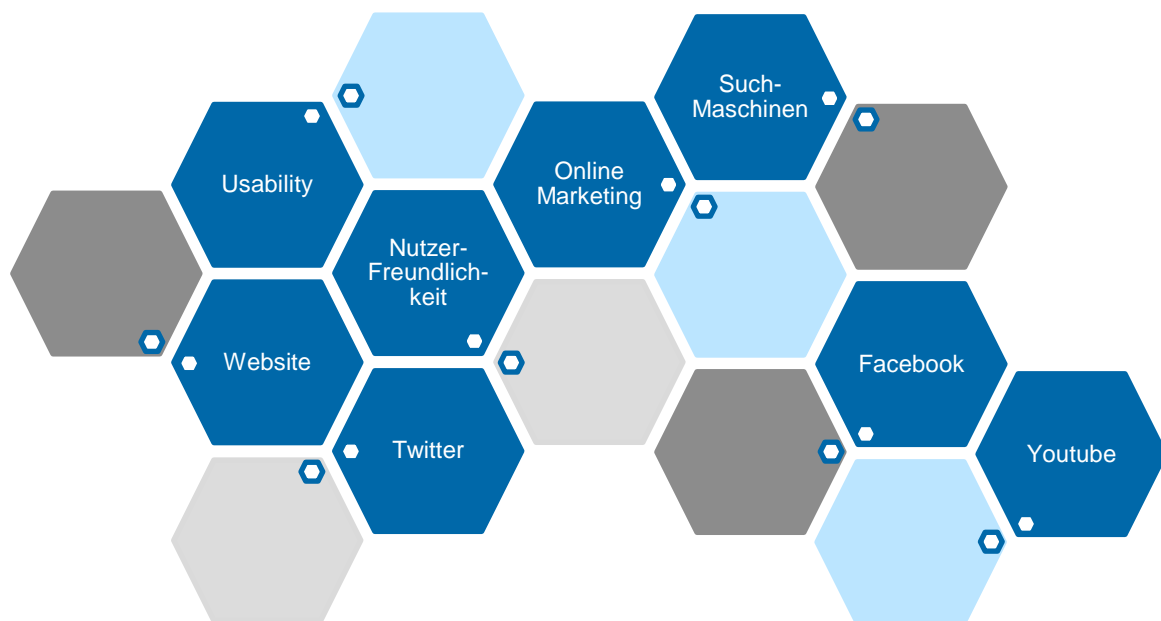 Such-
Maschinen
Online
Marketing
Usability
Nutzer-
Freundlich-
keit
Website
Facebook
Twitter
Youtube